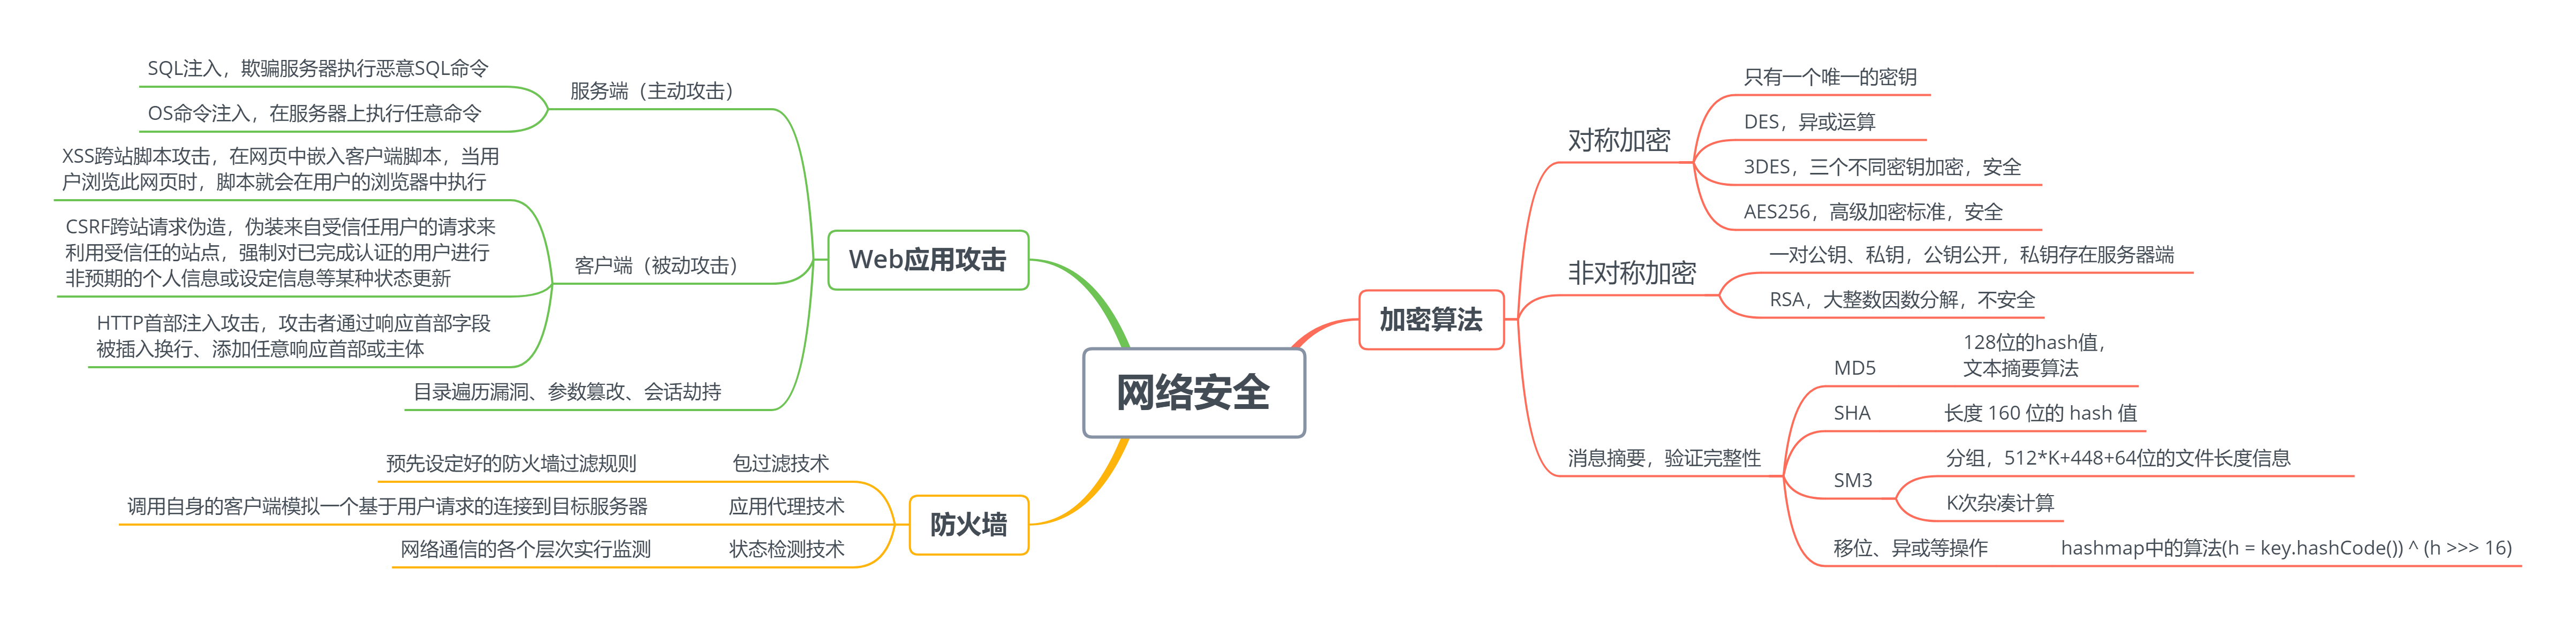 网络安全
Web应用攻击
服务端（主动攻击）
SQL注入，欺骗服务器执行恶意SQL命令
OS命令注入，在服务器上执行任意命令
客户端（被动攻击）
XSS跨站脚本攻击，在网页中嵌入客户端脚本，当用
户浏览此网页时，脚本就会在用户的浏览器中执行
CSRF跨站请求伪造，伪装来自受信任用户的请求来
利用受信任的站点，强制对已完成认证的用户进行
非预期的个人信息或设定信息等某种状态更新
HTTP首部注入攻击，攻击者通过响应首部字段
被插入换行、添加任意响应首部或主体
目录遍历漏洞、参数篡改、会话劫持
防火墙
包过滤技术
预先设定好的防火墙过滤规则
应用代理技术
调用自身的客户端模拟一个基于用户请求的连接到目标服务器
状态检测技术
网络通信的各个层次实行监测
加密算法
对称加密
只有一个唯一的密钥
DES，异或运算
3DES，三个不同密钥加密，安全
AES256，高级加密标准，安全
非对称加密
一对公钥、私钥，公钥公开，私钥存在服务器端
RSA，大整数因数分解，不安全
消息摘要，验证完整性
MD5
128位的hash值，
文本摘要算法
SHA
长度 160 位的 hash 值
SM3
分组，512*K+448+64位的文件长度信息
K次杂凑计算
移位、异或等操作
hashmap中的算法(h = key.hashCode()) ^ (h >>> 16)